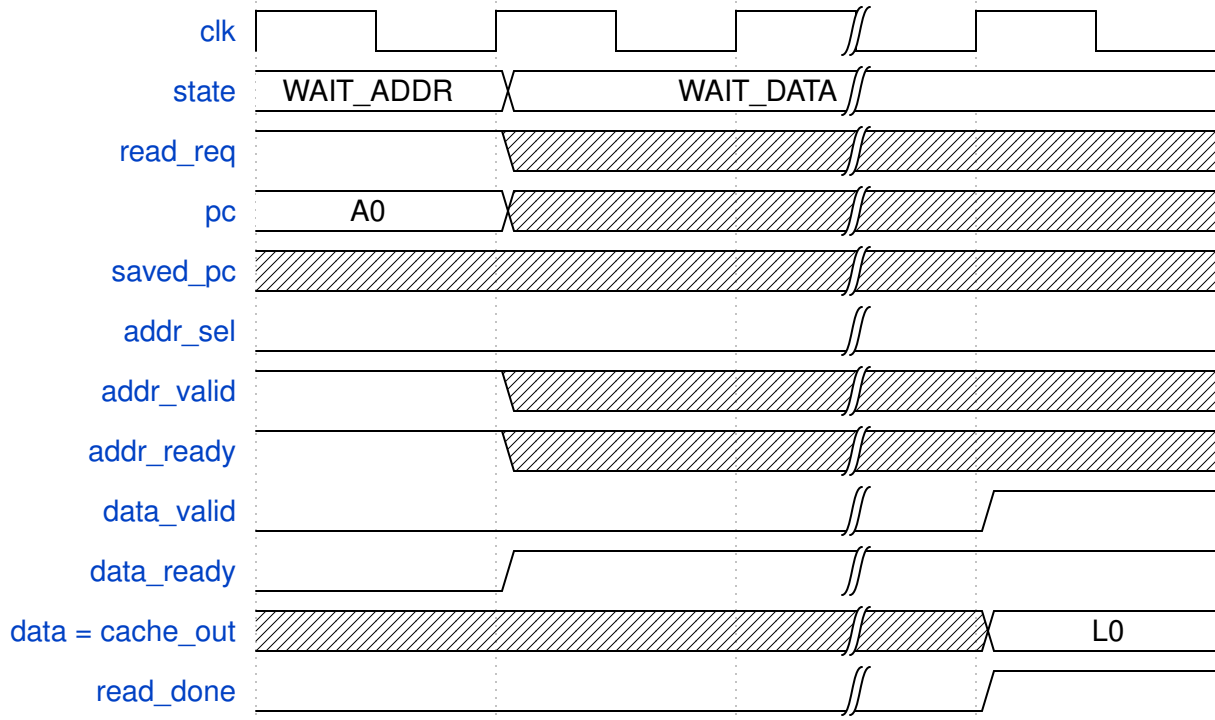 clk
state WAIT_ADDR WAIT_DATA
read_req
pc A0
saved_pc
addr_sel
addr_valid
addr_ready
data_valid
data_ready
data = cache_out L0
read_done